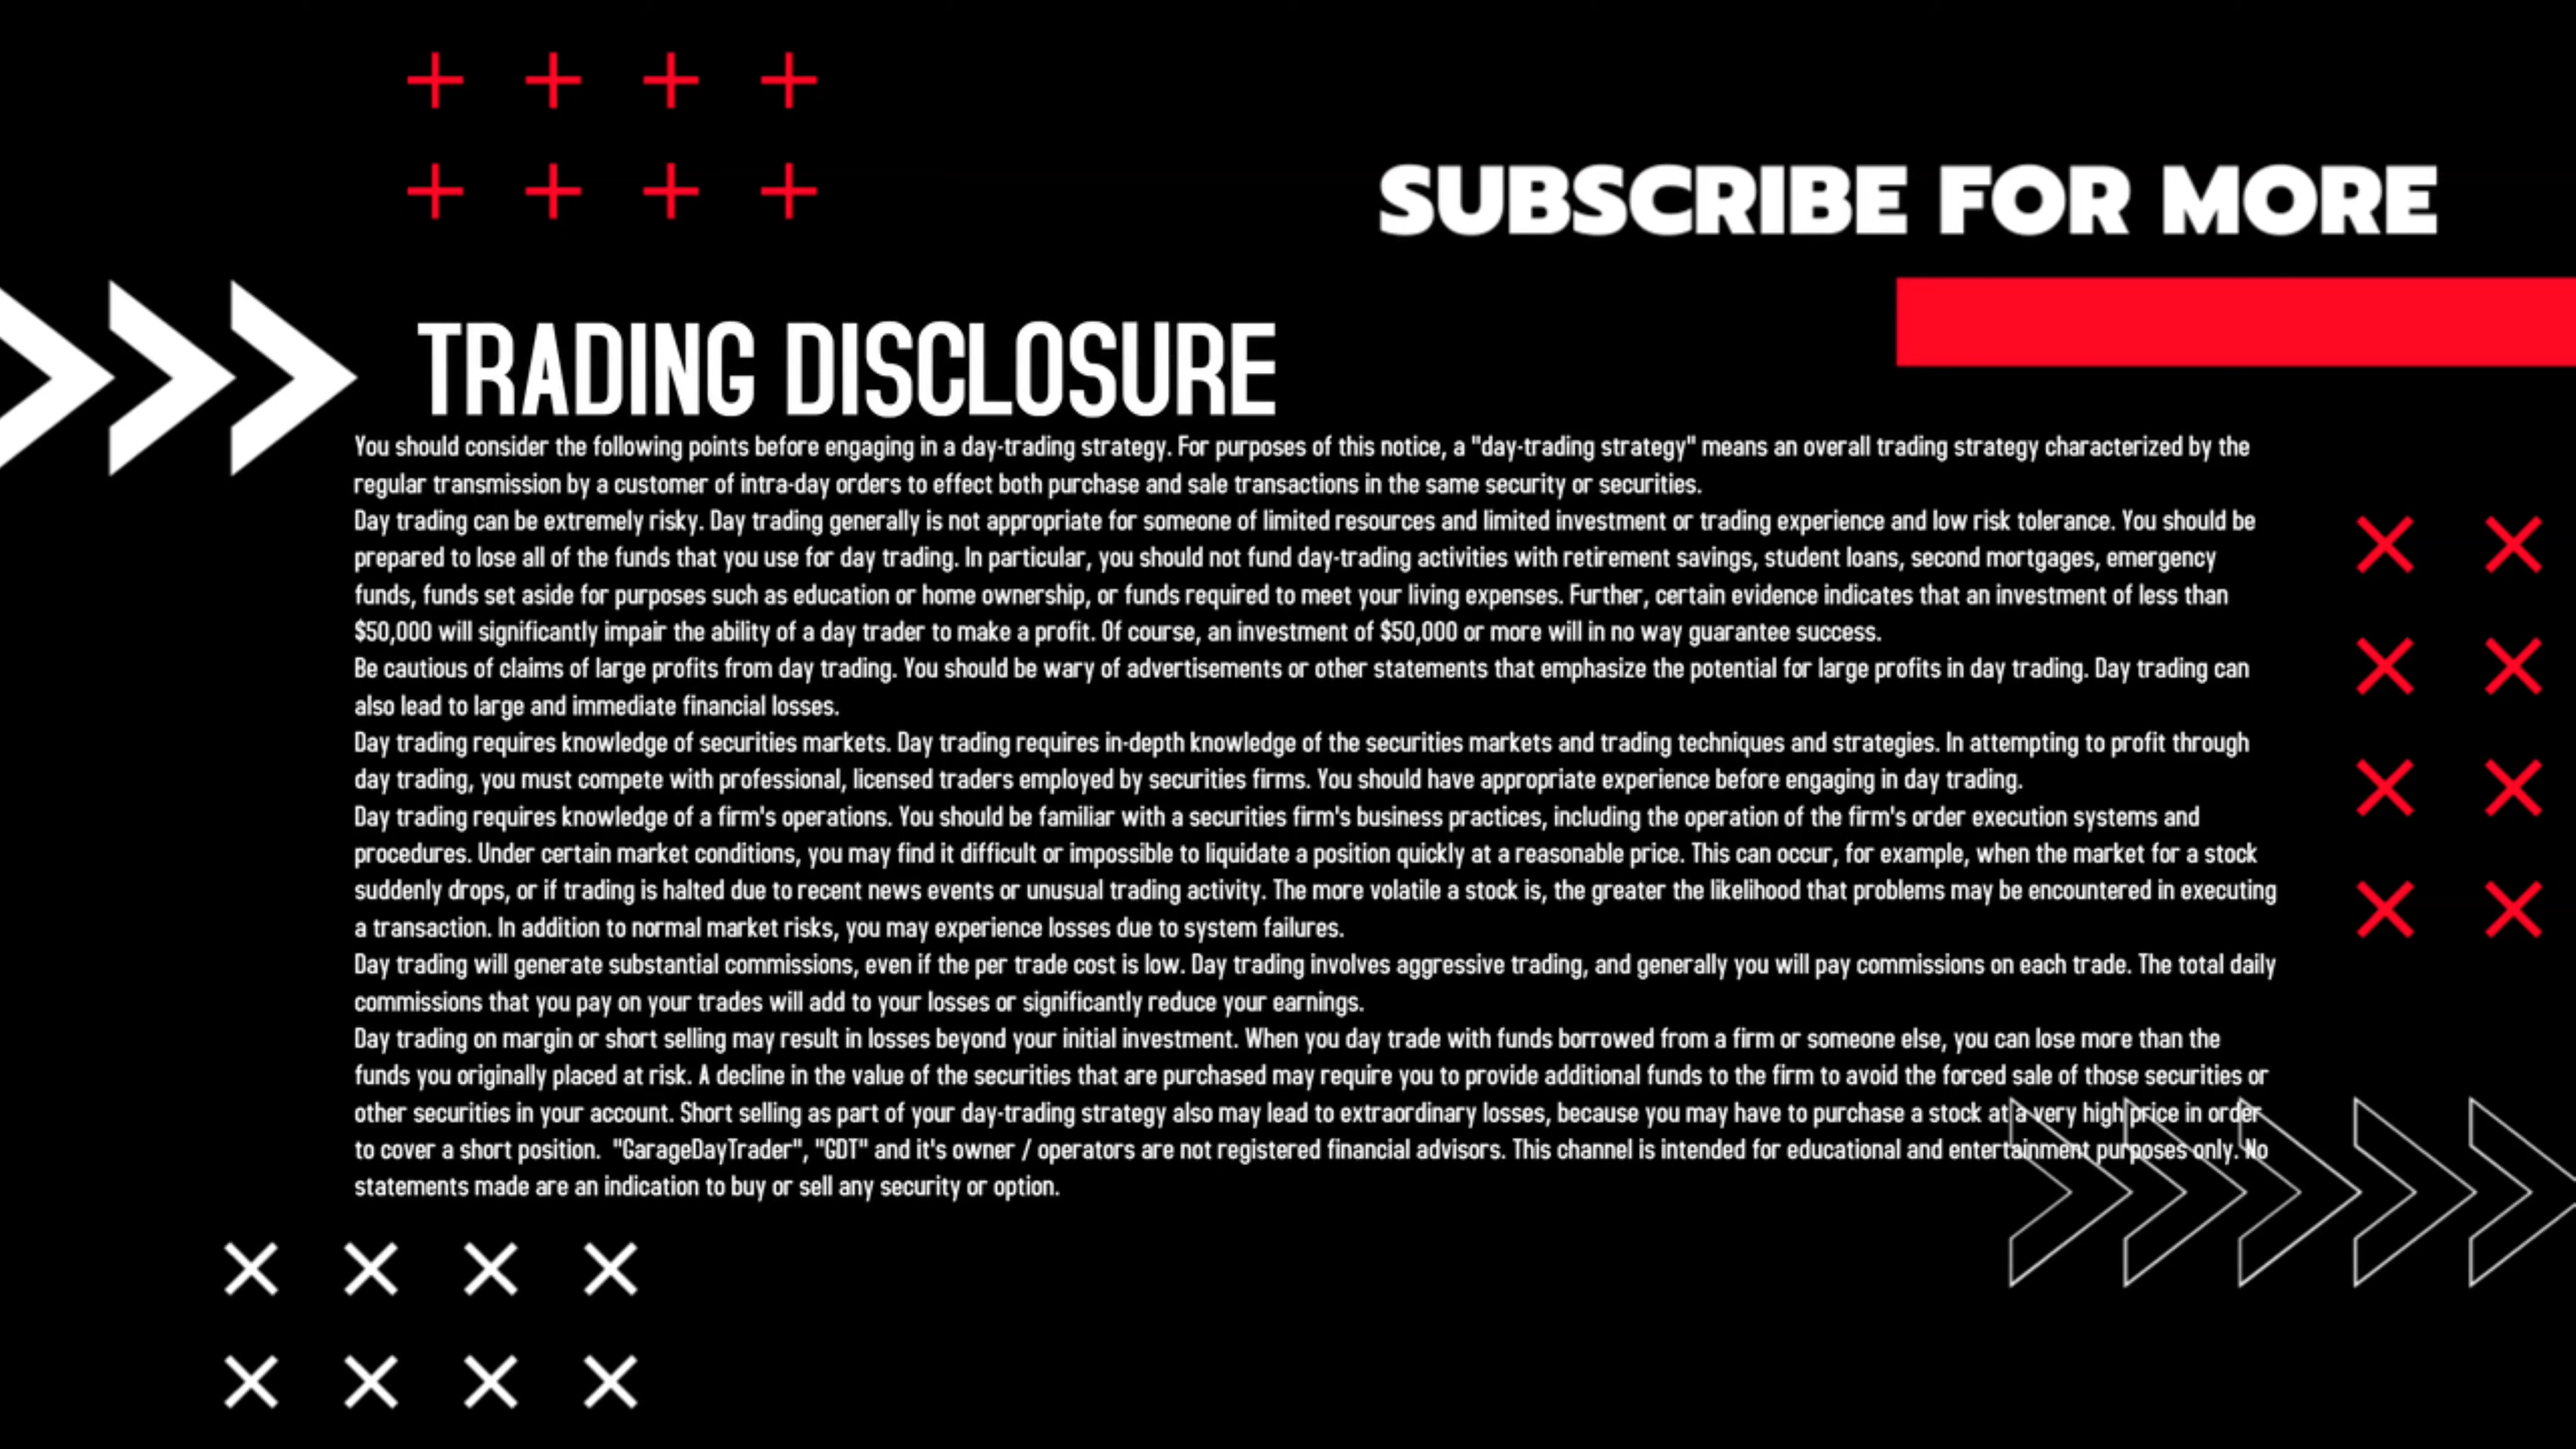 SUBSCRIBE FOR MORE
TRADING DISCLOSURE
You should consider the following points before engaging in a day-trading strategy. For purposes of this notice, a "day-trading strategy" means an overall trading strategy characterized by the
regular transmission by a customer of intra-day orders to effect both purchase and sale transactions in the same security or securities.
Day trading can be extremely risky. Day trading generally is not appropriate for someone of limited resources and limited investment or trading experience and low risk tolerance. You should be
prepared to lose all of the funds that you use for day trading. In particular, you should not fund day-trading activities with retirement savings, student loans, second mortgages, emergency
funds, funds set aside for purposes such as education or home ownership, or funds required to meet your living expenses. Further, certain evidence indicates that an investment of less than
$50,000 will significantly impair the ability of a day trader to make a profit. Of course, an investment of $50,000 or more will in no way guarantee success.
Be cautious of claims of large profits from day trading. You should be wary of advertisements or other statements that emphasize the potential for large profits in day trading. Day trading can
also lead to large and immediate financial losses.
Day trading requires knowledge of securities markets. Day trading requires in-depth knowledge of the securities markets and trading techniques and strategies. In attempting to profit through
day trading, you must compete with professional, licensed traders employed by securities firms. You should have appropriate experience before engaging in day trading.
Day trading requires knowledge of a firm's operations. You should be familiar with a securities firm's business practices, including the operation of the firm's order execution systems and
procedures. Under certain market conditions, you may find it difficult or impossible to liquidate a position quickly at a reasonable price. This can occur, for example, when the market for a stock
suddenly drops, or if trading is halted due to recent news events or unusual trading activity. The more volatile a stock is, the greater the likelihood that problems may be encountered in executing
a transaction. In addition to normal market risks, you may experience losses due to system failures.
Day trading will generate substantial commissions, even if the per trade cost is low. Day trading involves aggressive trading, and generally you will pay commissions on each trade. The total daily
commissions that you pay on your trades will add to your losses or significantly reduce your earnings.
Day trading on margin or short selling may result in losses beyond your initial investment. When you day trade with funds borrowed from a firm or someone else, you can lose more than the
funds you originally placed at risk. A decline in the value of the securities that are purchased may require you to provide additional funds to the firm to avoid the forced sale of those securities or
other securities in your account. Short selling as part of your day-trading strategy also may lead to extraordinary losses, because you may have to purchase a stock at a very high price in order
to cover a short position.  "GarageDayTrader", "GDT" and it's owner / operators are not registered financial advisors. This channel is intended for educational and entertainment purposes only. No
statements made are an indication to buy or sell any security or option.